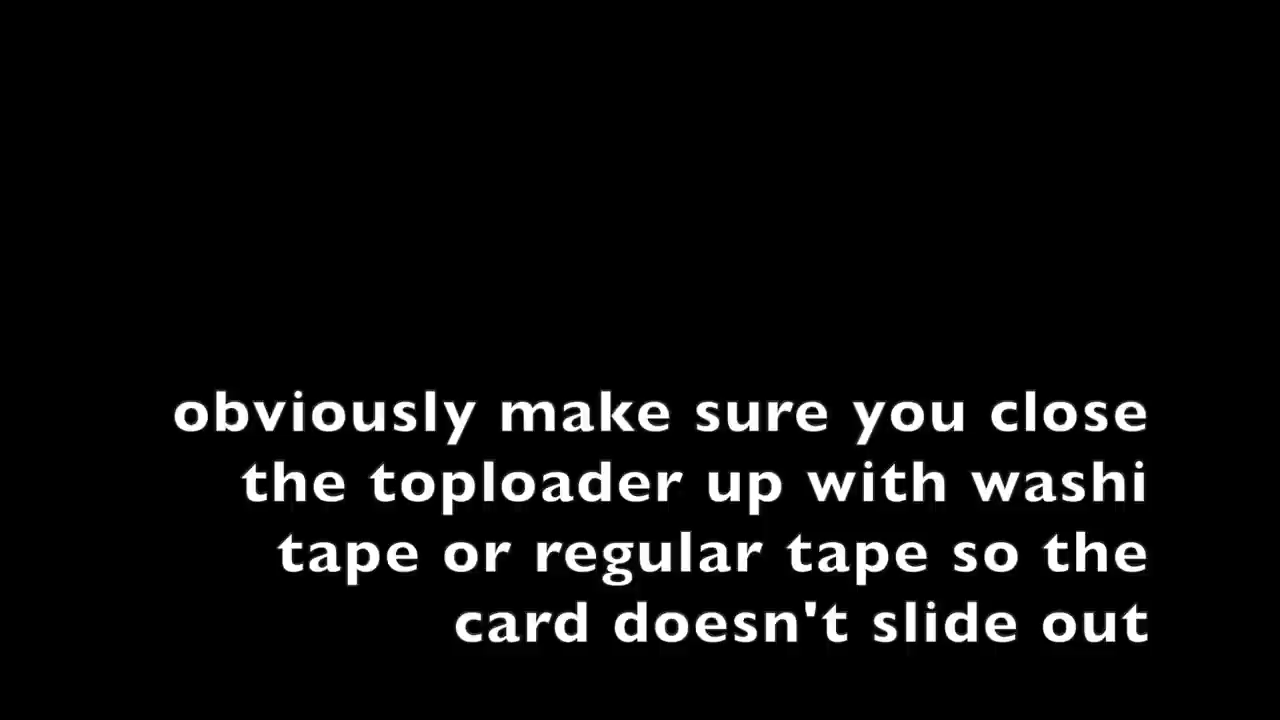 obviously make sure you close
the toploader up with washi
tape or regular tape so the
card doesn't slide out